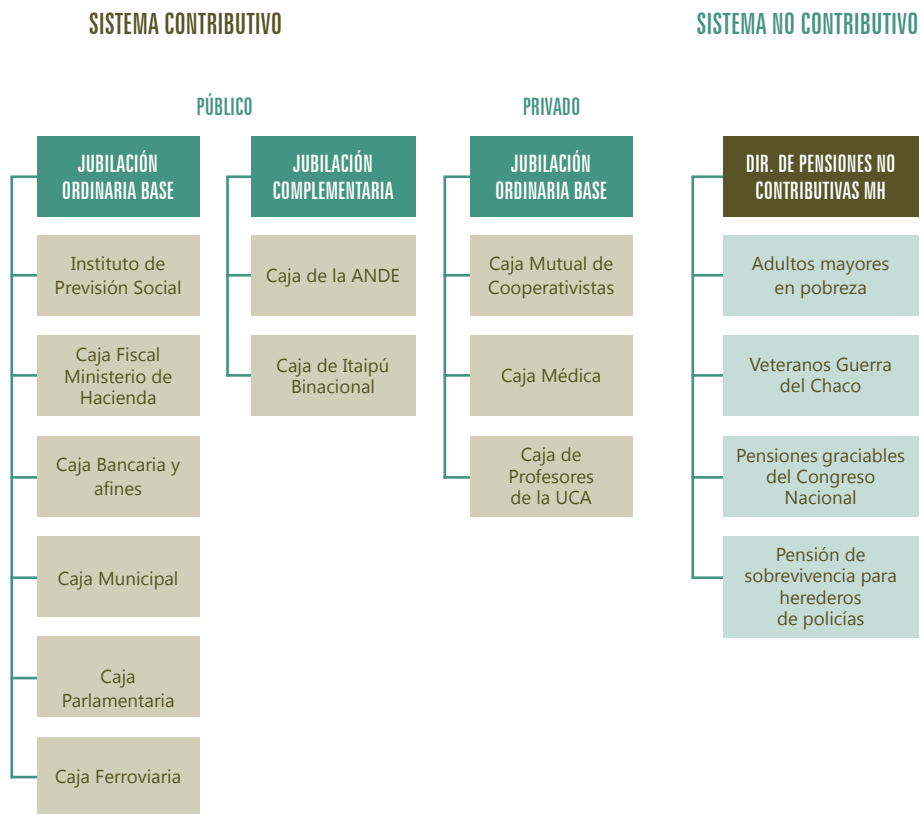 SISTEMA CONTRIBUTIVO
SISTEMA NO CONTRIBUTIVO
PÚBLICO
PRIVADO
JUBILACIÓN
ORDINARIA BASE
Instituto de
Previsión Social
Caja Fiscal
Ministerio de
Hacienda
Caja Bancaria y
afines
Caja Municipal
Caja
Parlamentaria
Caja Ferroviaria
JUBILACIÓN
COMPLEMENTARIA
Caja de la ANDE
Caja de Itaipú
Binacional
JUBILACIÓN
ORDINARIA BASE
Caja Mutual de
Cooperativistas
Caja Médica
Caja de
Profesores
de la UCA
DIR. DE PENSIONES NO
CONTRIBUTIVAS MH
Adultos mayores
en pobreza
Veteranos Guerra
del Chaco
Pensiones graciables
del Congreso
Nacional
Pensión de
sobrevivencia para
herederos
de policías